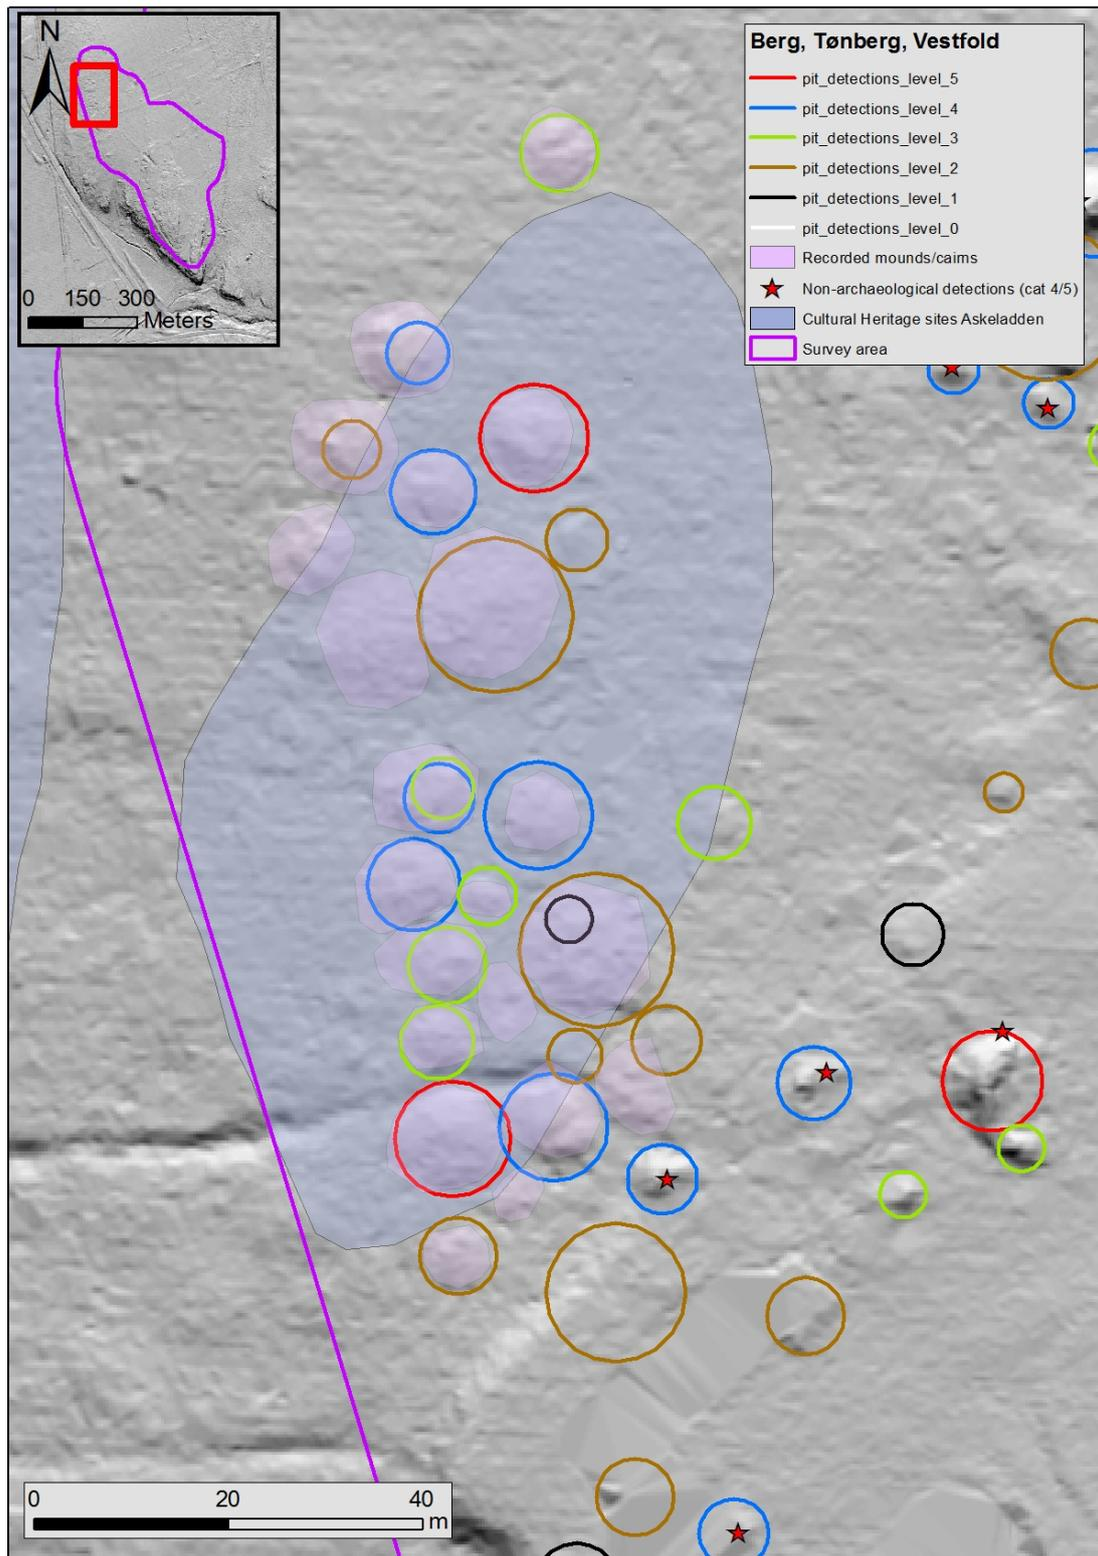 N
0 150 300
Meters
Berg, Tønberg, Vestfold
pit_detections_level_5
pit_detections_level_4
pit_detections_level_3
pit_detections_level_2
pit_detections_level_1
pit_detections_level_0
Recorded mounds/cairns
Non-archaeological detections (cat 4/5)
Cultural Heritage sites Askeladden
Survey area
0 20 40
m